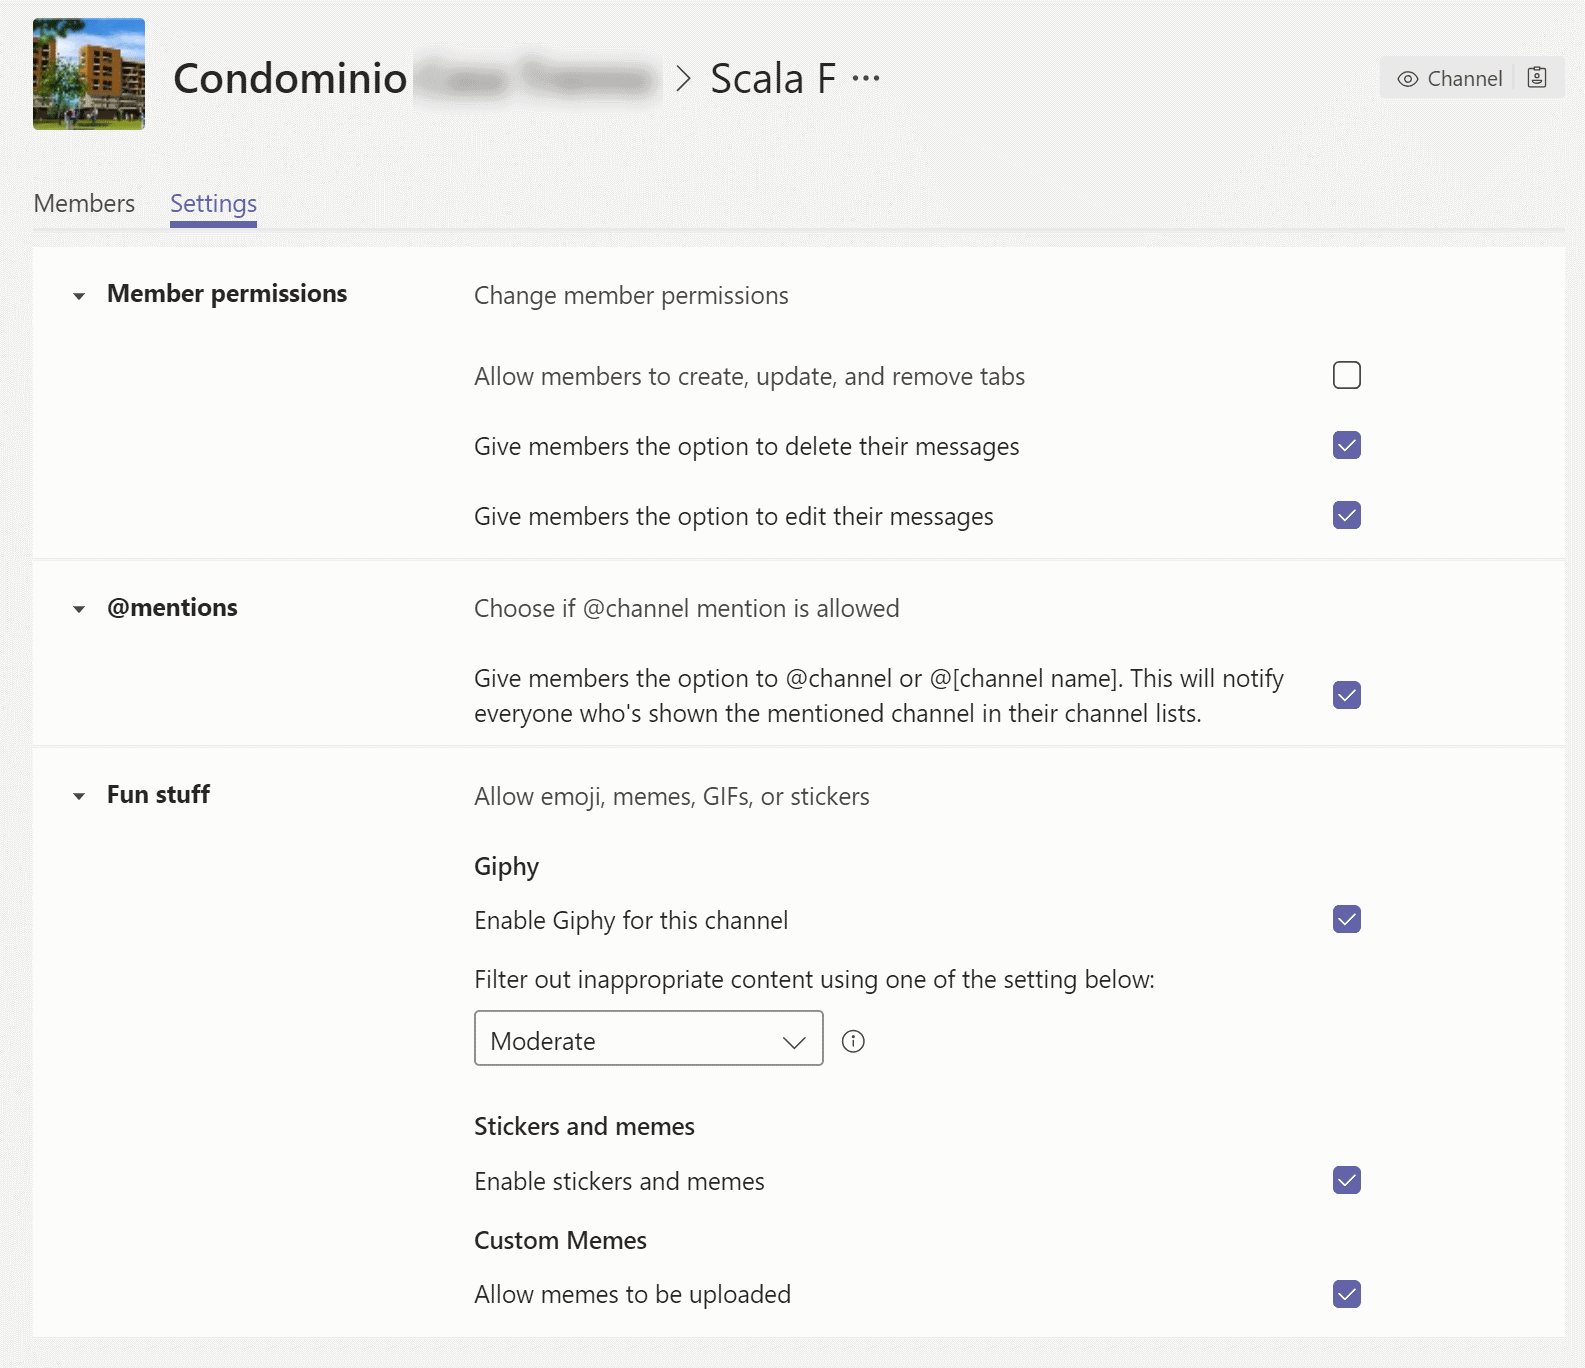 Condominio > Scala F ...
Channel
Members Settings
Member permissions
Change member permissions
Allow members to create, update, and remove tabs
Give members the option to delete their messages
Give members the option to edit their messages
@mentions
Choose if @channel mention is allowed
Give members the option to @channel or @[channel name]. This will notify
everyone who's shown the mentioned channel in their channel lists.
Fun stuff
Allow emoji, memes, GIFs, or stickers
Giphy
Enable Giphy for this channel
Filter out inappropriate content using one of the setting below:
Moderate
Stickers and memes
Enable stickers and memes
Custom Memes
Allow memes to be uploaded